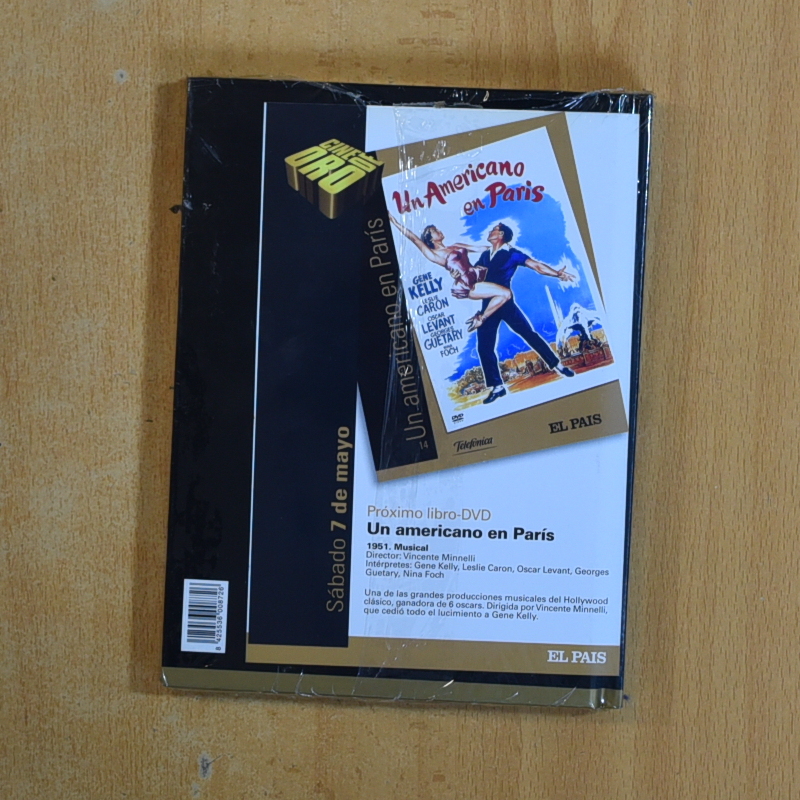 CINE DE
ORO
Un americano en París
14
Un Americano
en Paris
GENE
KELLY
LESLIE
CARON
OSCAR
LEVANT
GEORGES
GUETARY
NINA
FOCH
DVD
Telefónica
EL PAIS
Sábado 7 de mayo
Próximo libro-DVD
Un americano en París
1951. Musical
Director: Vincente Minnelli
Intérpretes: Gene Kelly, Leslie Caron, Oscar Levant, Georges
Guetary, Nina Foch
Una de las grandes producciones musicales del Hollywood
clásico, ganadora de 6 oscars. Dirigida por Vincente Minnelli,
que cedió todo el lucimiento a Gene Kelly.
EL PAIS
8 425536 008726